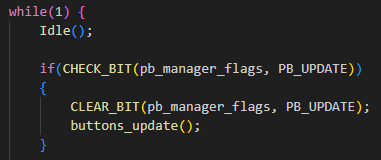 while(1) {
    Idle();

    if(CHECK_BIT(pb_manager_flags, PB_UPDATE))
    {
        CLEAR_BIT(pb_manager_flags, PB_UPDATE);
        buttons_update();
    }